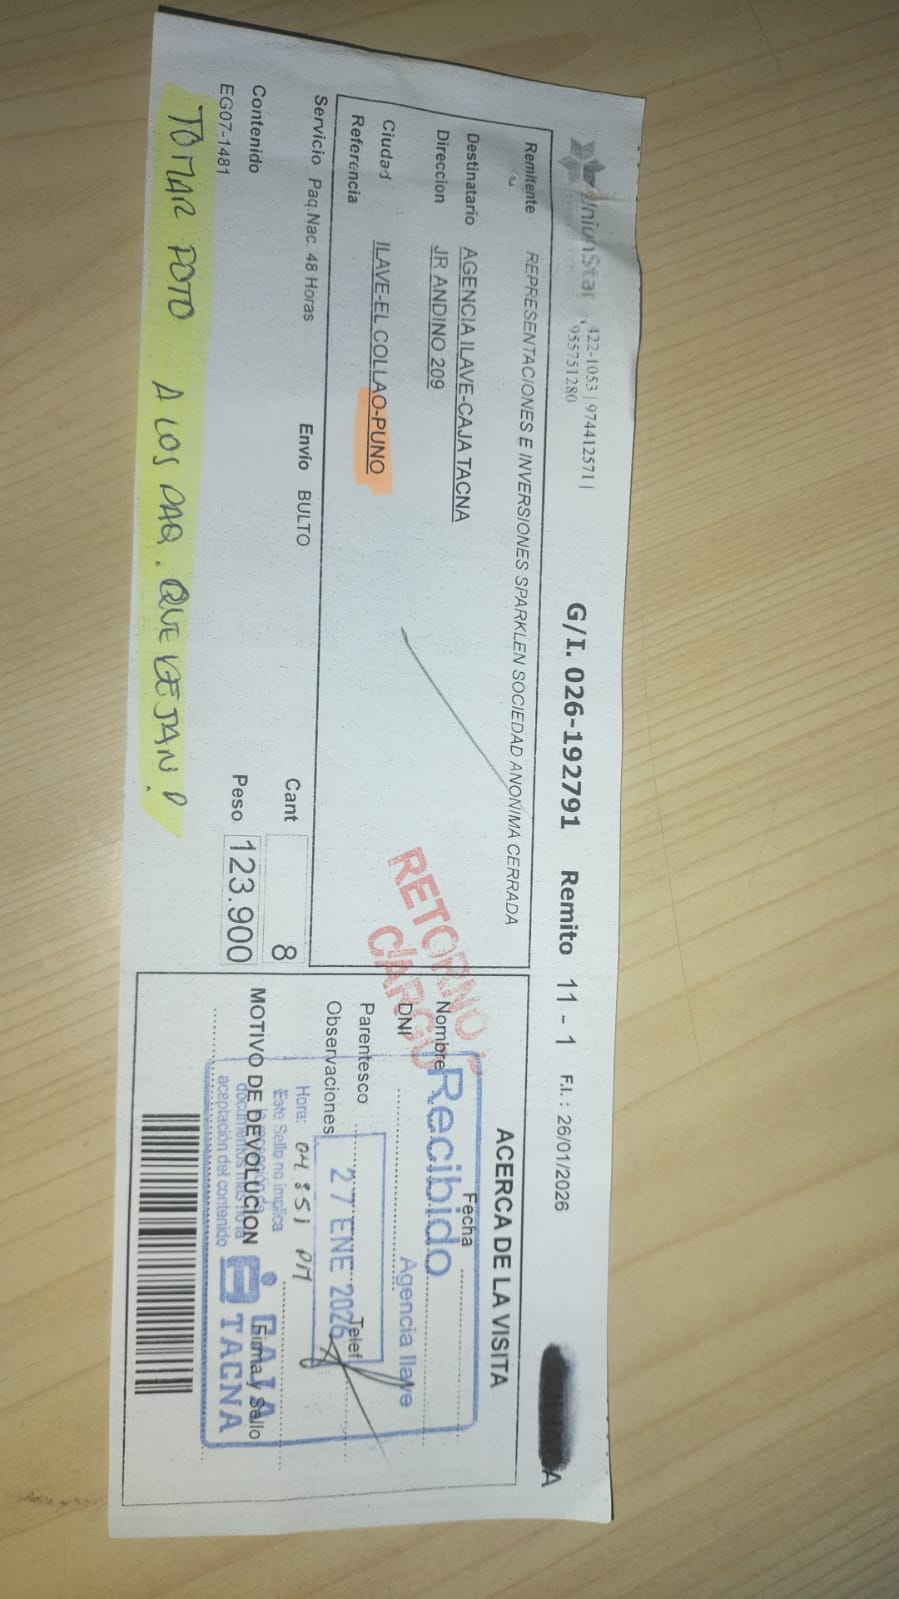 UnionStar
422-1053 | 974412571 |
955751280
G/I. 026-192791 Remito 11 - 1 F.I.: 26/01/2026
A
Remitente REPRESENTACIONES E INVERSIONES SPARKLEN SOCIEDAD ANONIMA CERRADA
Destinatario AGENCIA ILAVE-CAJA TACNA
Direccion JR ANDINO 209
Ciudad ILAVE-EL COLLAO-PUNO
Referencia
Servicio Paq.Nac. 48 Horas Envío BULTO
Cant 8
Contenido
EG07-1481
Peso 123.900
TOMAR FOTO A LOS PAQ. QUE DEJAN
RETORNO
CARGO
ACERCA DE LA VISITA
Fecha
Nombre
DNI
Parentesco
Telef
Observaciones
MOTIVO DE DEVOLUCION
Firma y Sello
Recibido
Agencia Ilave
27 ENE 2026
Hora: 04:51 PM
Este Sello no implica
aceptación del contenido
CAJA
TACNA